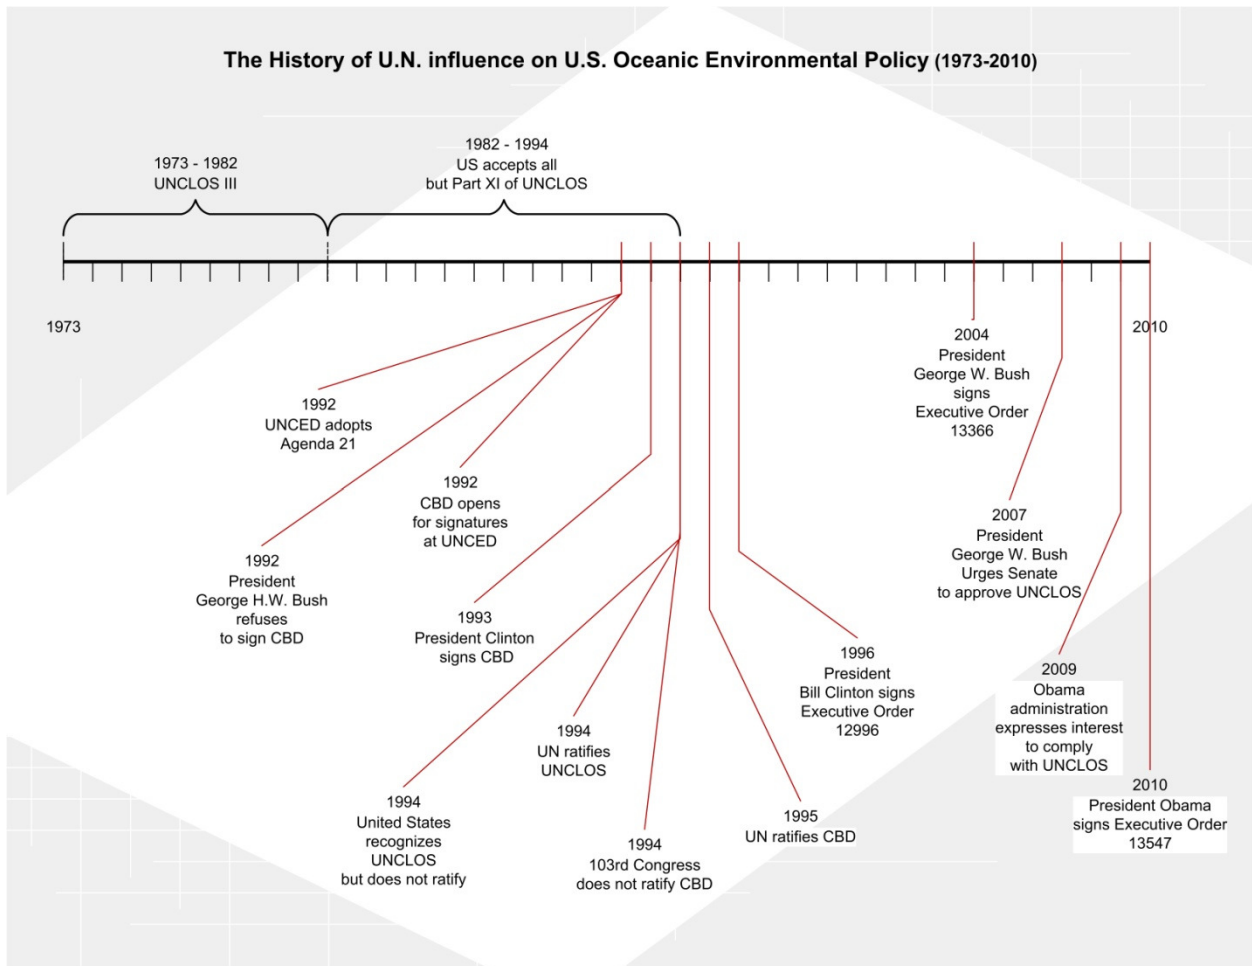 The History of U.N. influence on U.S. Oceanic Environmental Policy (1973-2010)
1973 - 1982
UNCLOS III
1982 - 1994
US accepts all
but Part XI of UNCLOS
1973
2010
1992
UNCED adopts
Agenda 21
1992
President
George H.W. Bush
refuses
to sign CBD
1992
CBD opens
for signatures
at UNCED
1993
President Clinton
signs CBD
1994
United States
recognizes
UNCLOS
but does not ratify
1994
UN ratifies
UNCLOS
1994
103rd Congress
does not ratify CBD
1995
UN ratifies CBD
1996
President
Bill Clinton signs
Executive Order
12996
2004
President
George W. Bush
signs
Executive Order
13366
2007
President
George W. Bush
Urges Senate
to approve UNCLOS
2009
Obama
administration
expresses interest
to comply
with UNCLOS
2010
President Obama
signs Executive Order
13547